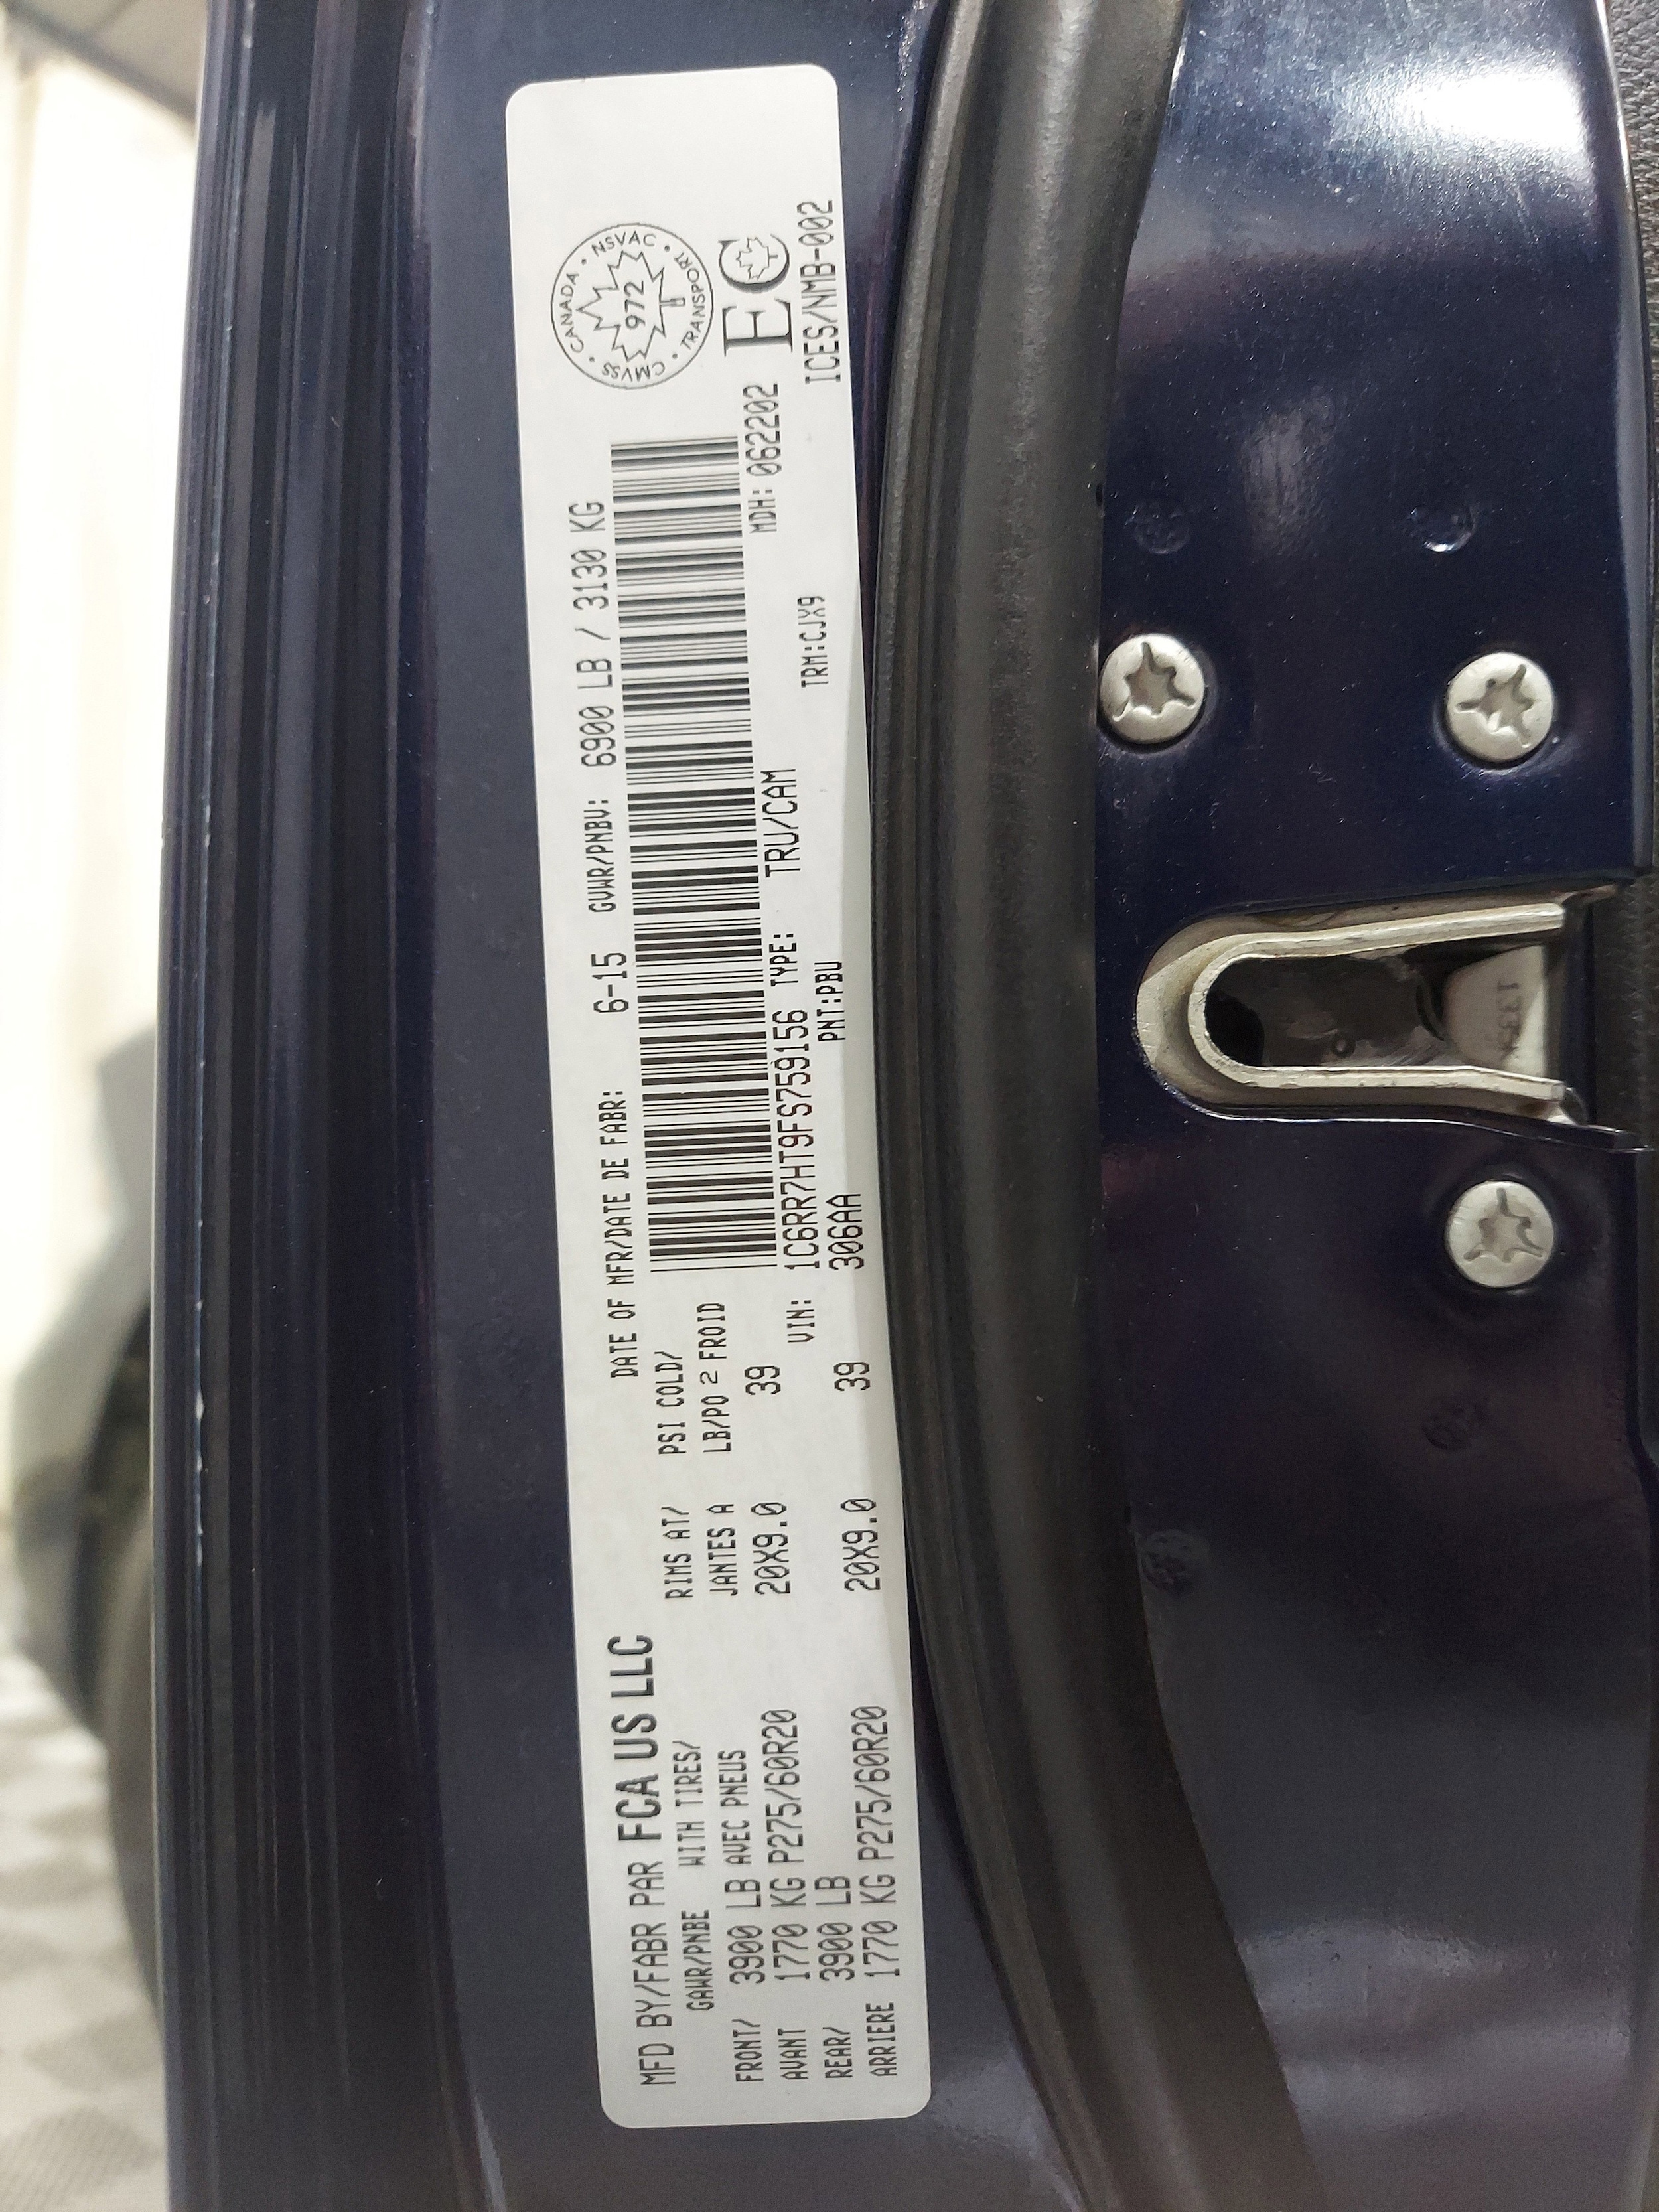 MFD BY/FABR PAR FCA US LLC
DATE OF MFR/DATE DE FABR: 6-15 GVWR/PNBV: 6900 LB / 3130 KG
GAWR/PNBE WITH TIRES/ RIMS AT/ PSI COLD/
AVEC PNEUS JANTES A LB/PO 2 FROID
FRONT/ 3900 LB
AVANT 1770 KG P275/60R20 20X9.0 39
REAR/ 3900 LB
ARRIERE 1770 KG P275/60R20 20X9.0 39
VIN: 1C6RR7HT9FS759156 TYPE: TRU/CAM
MDH: 062202
306AA PNT:PBU TRM:CJX9
CANADA • NSVAC • TRANSPORT • CMVSS •
972
EC
ICES/NMB-002